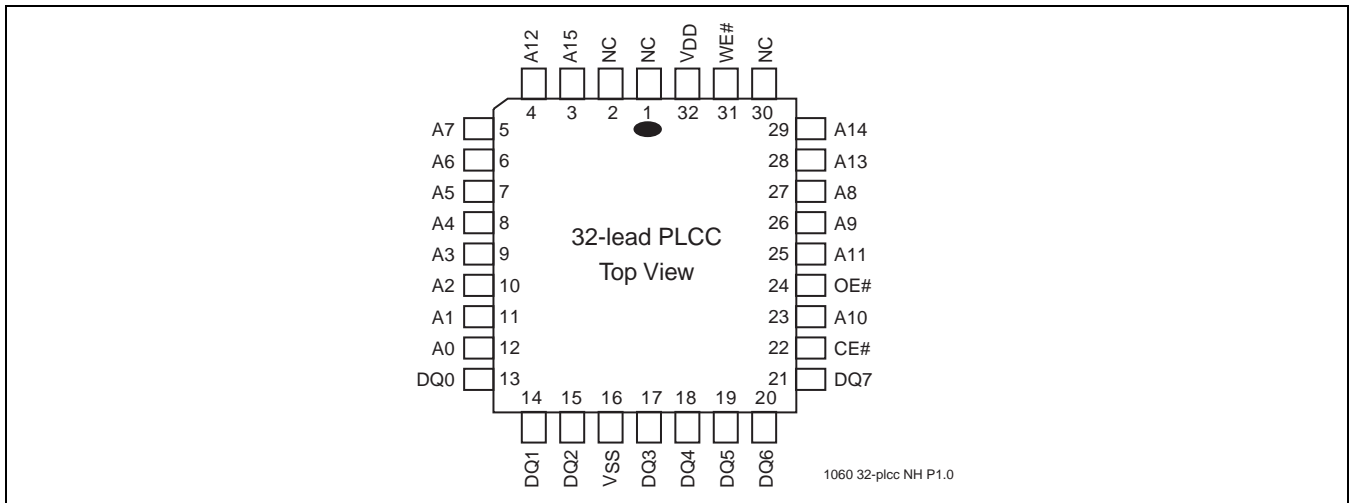 A12 A15 NC NC VDD WE# NC
4 3 2 1 32 31 30
A7 5 29 A14
A6 6 28 A13
A5 7 27 A8
A4 8 26 A9
A3 9 25 A11
A2 10 24 OE#
A1 11 23 A10
A0 12 22 CE#
DQ0 13 21 DQ7
32-lead PLCC
Top View
14 15 16 17 18 19 20
DQ1 DQ2 VSS DQ3 DQ4 DQ5 DQ6
1060 32-plcc NH P1.0